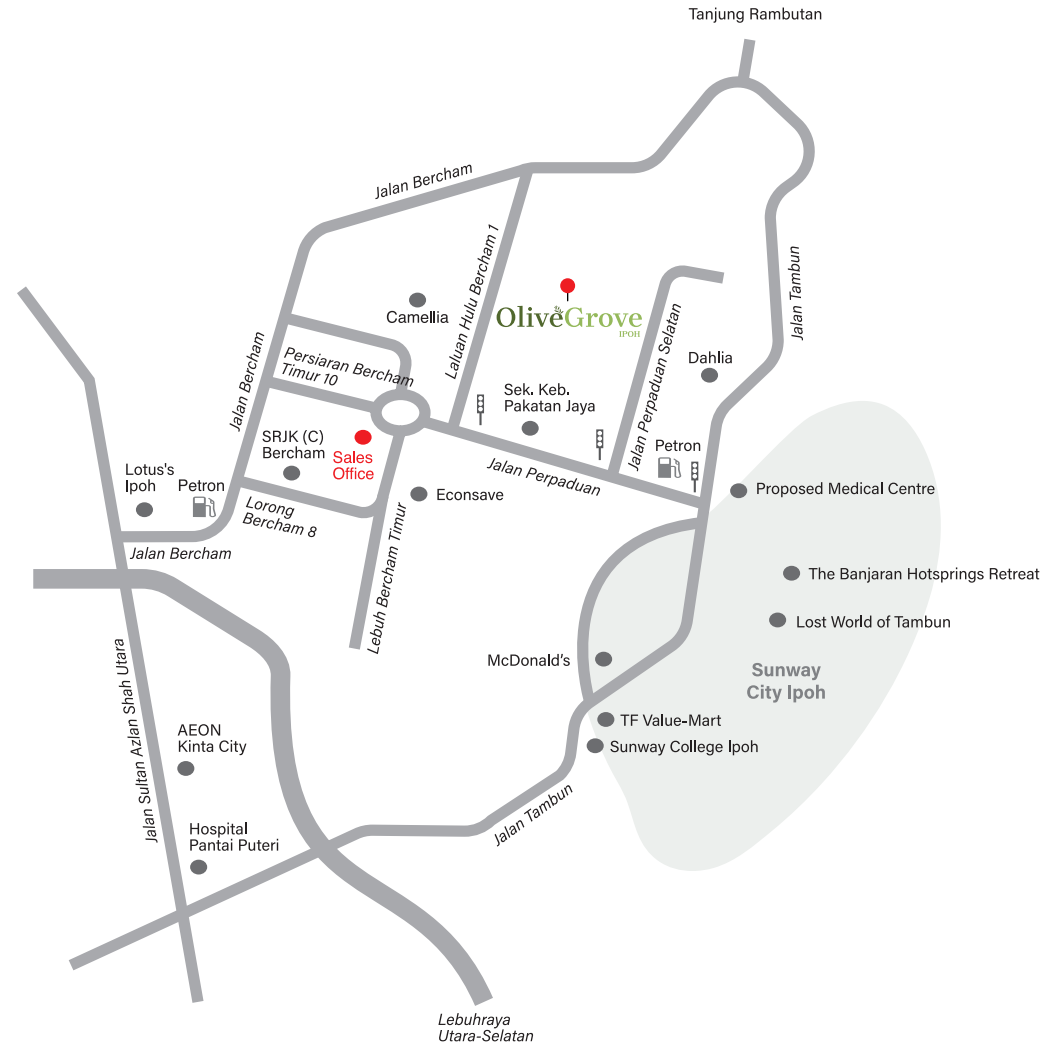 Tanjung Rambutan
Jalan Bercham
Laluan Hulu Bercham 1
Jalan Tambun
Camellia
OliveGrove
IPOH
Jalan Perpaduan Selatan
Dahlia
Jalan Bercham
Persiaran Bercham
Timur 10
Sek. Keb.
Pakatan Jaya
SRJK (C)
Bercham
Sales
Office
Petron
Jalan Perpaduan
Lotus's
Ipoh
Petron
Econsave
Proposed Medical Centre
Lorong
Bercham 8
Jalan Bercham
Lebuh Bercham Timur
The Banjaran Hotsprings Retreat
Lost World of Tambun
McDonald's
Sunway
City Ipoh
Jalan Sultan Azlan Shah Utara
TF Value-Mart
Sunway College Ipoh
AEON
Kinta City
Jalan Tambun
Hospital
Pantai Puteri
Lebuhraya
Utara-Selatan